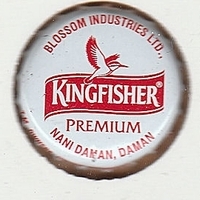 BLOSSOM INDUSTRIES LTD.,
KINGFISHER®
PREMIUM
NANI DAMAN, DAMAN